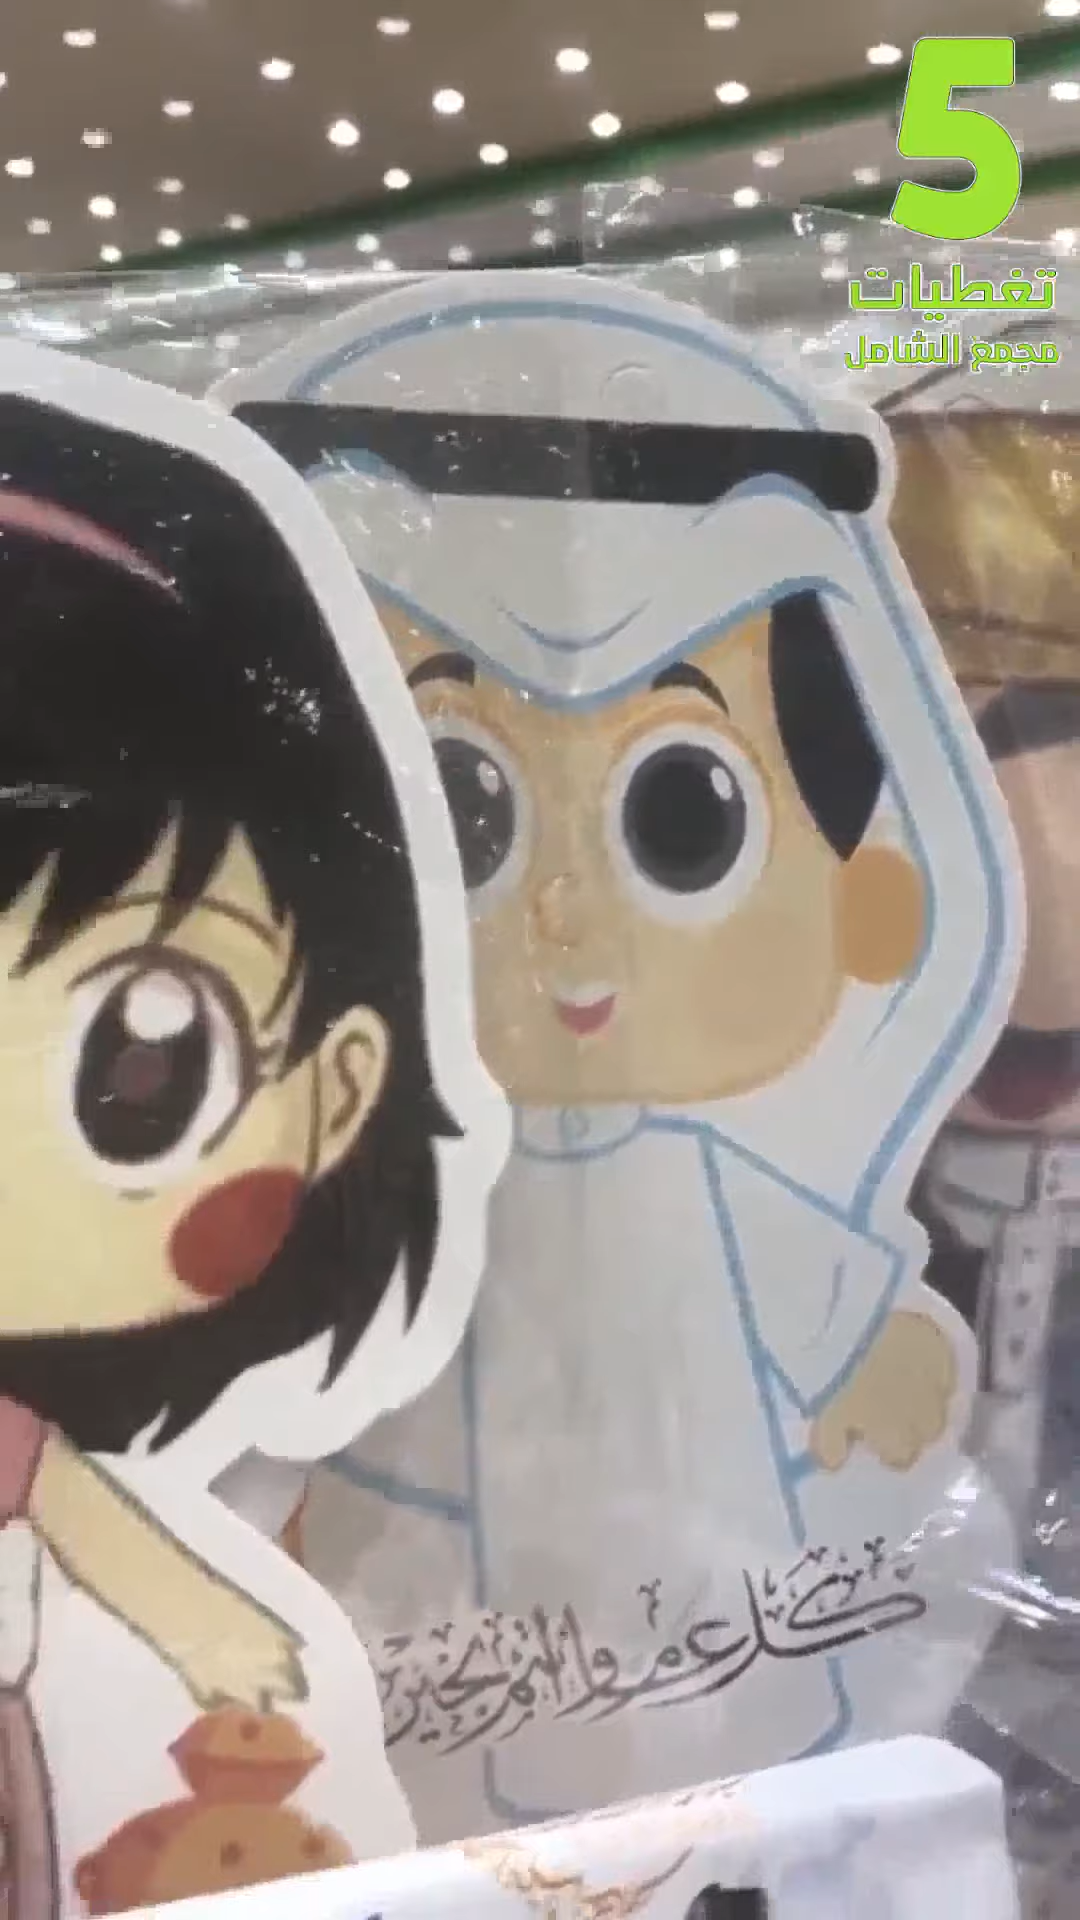 5
تغطيات
مجمع الشامل
كل عام وانتم بخير